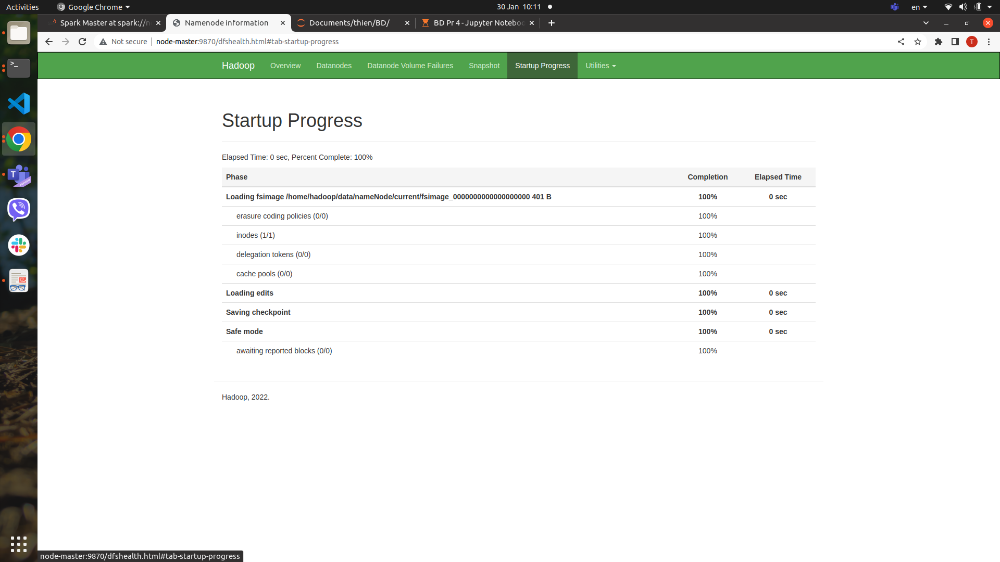 Activities
Google Chrome
30 Jan 10:11
en
Spark Master at spark://n
Namenode information
Documents/thien/BD/
BD Pr 4 - Jupyter Noteboo
Not secure
node-master:9870/dfshealth.html#tab-startup-progress
T
Hadoop
Overview
Datanodes
Datanode Volume Failures
Snapshot
Startup Progress
Utilities
Startup Progress
Elapsed Time: 0 sec, Percent Complete: 100%
Phase Completion Elapsed Time
Loading fsimage /home/hadoop/data/nameNode/current/fsimage_0000000000000000000 401 B 100% 0 sec
erasure coding policies (0/0) 100%
inodes (1/1) 100%
delegation tokens (0/0) 100%
cache pools (0/0) 100%
Loading edits 100% 0 sec
Saving checkpoint 100% 0 sec
Safe mode 100% 0 sec
awaiting reported blocks (0/0) 100%
Hadoop, 2022.
node-master:9870/dfshealth.html#tab-startup-progress